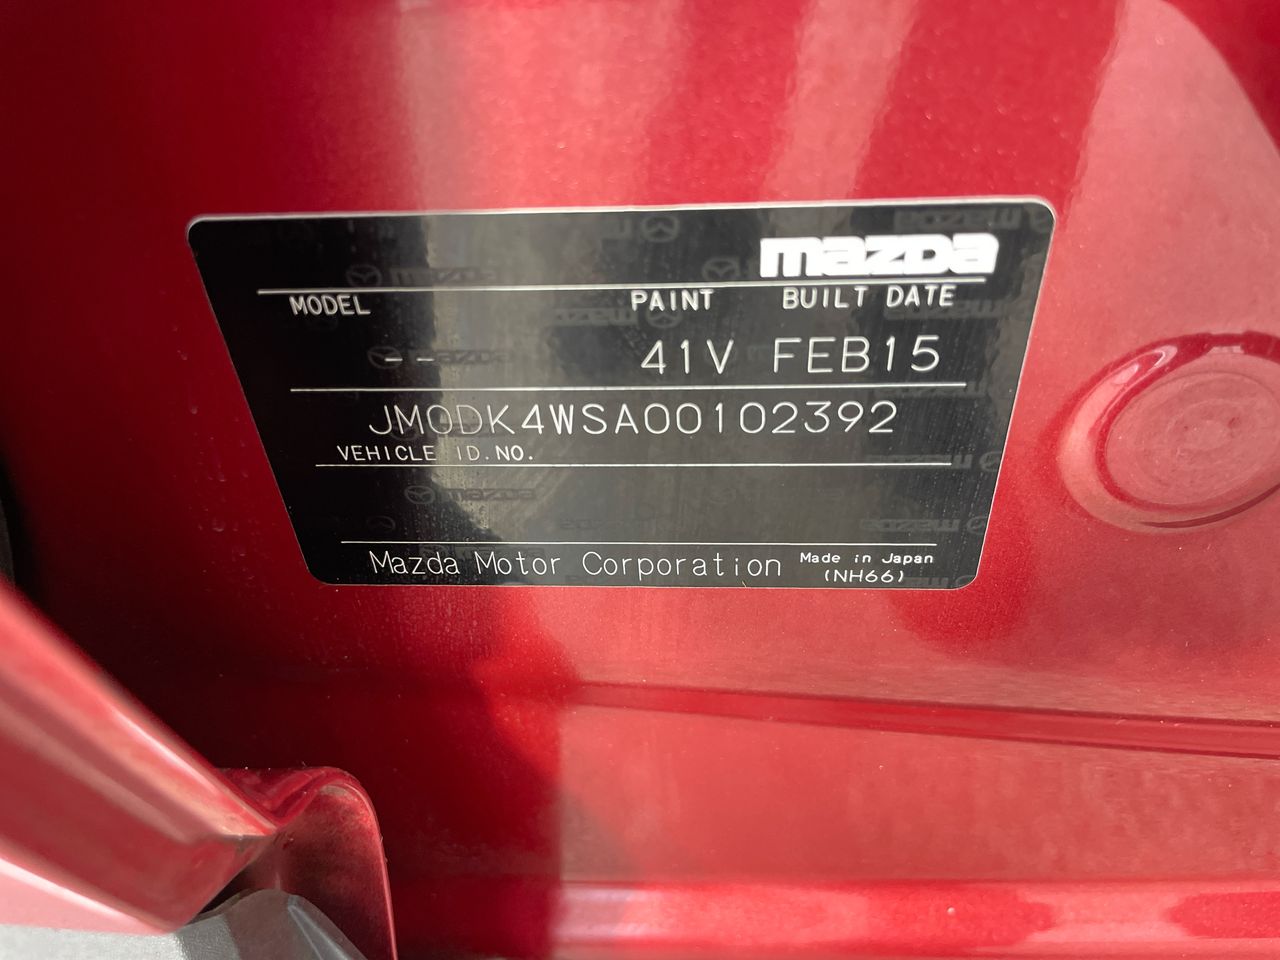 mazda
MODEL PAINT BUILT DATE
-- 41V FEB15
JM0DK4WSA00102392
VEHICLE ID.NO.
Mazda Motor Corporation Made in Japan
(NH66)